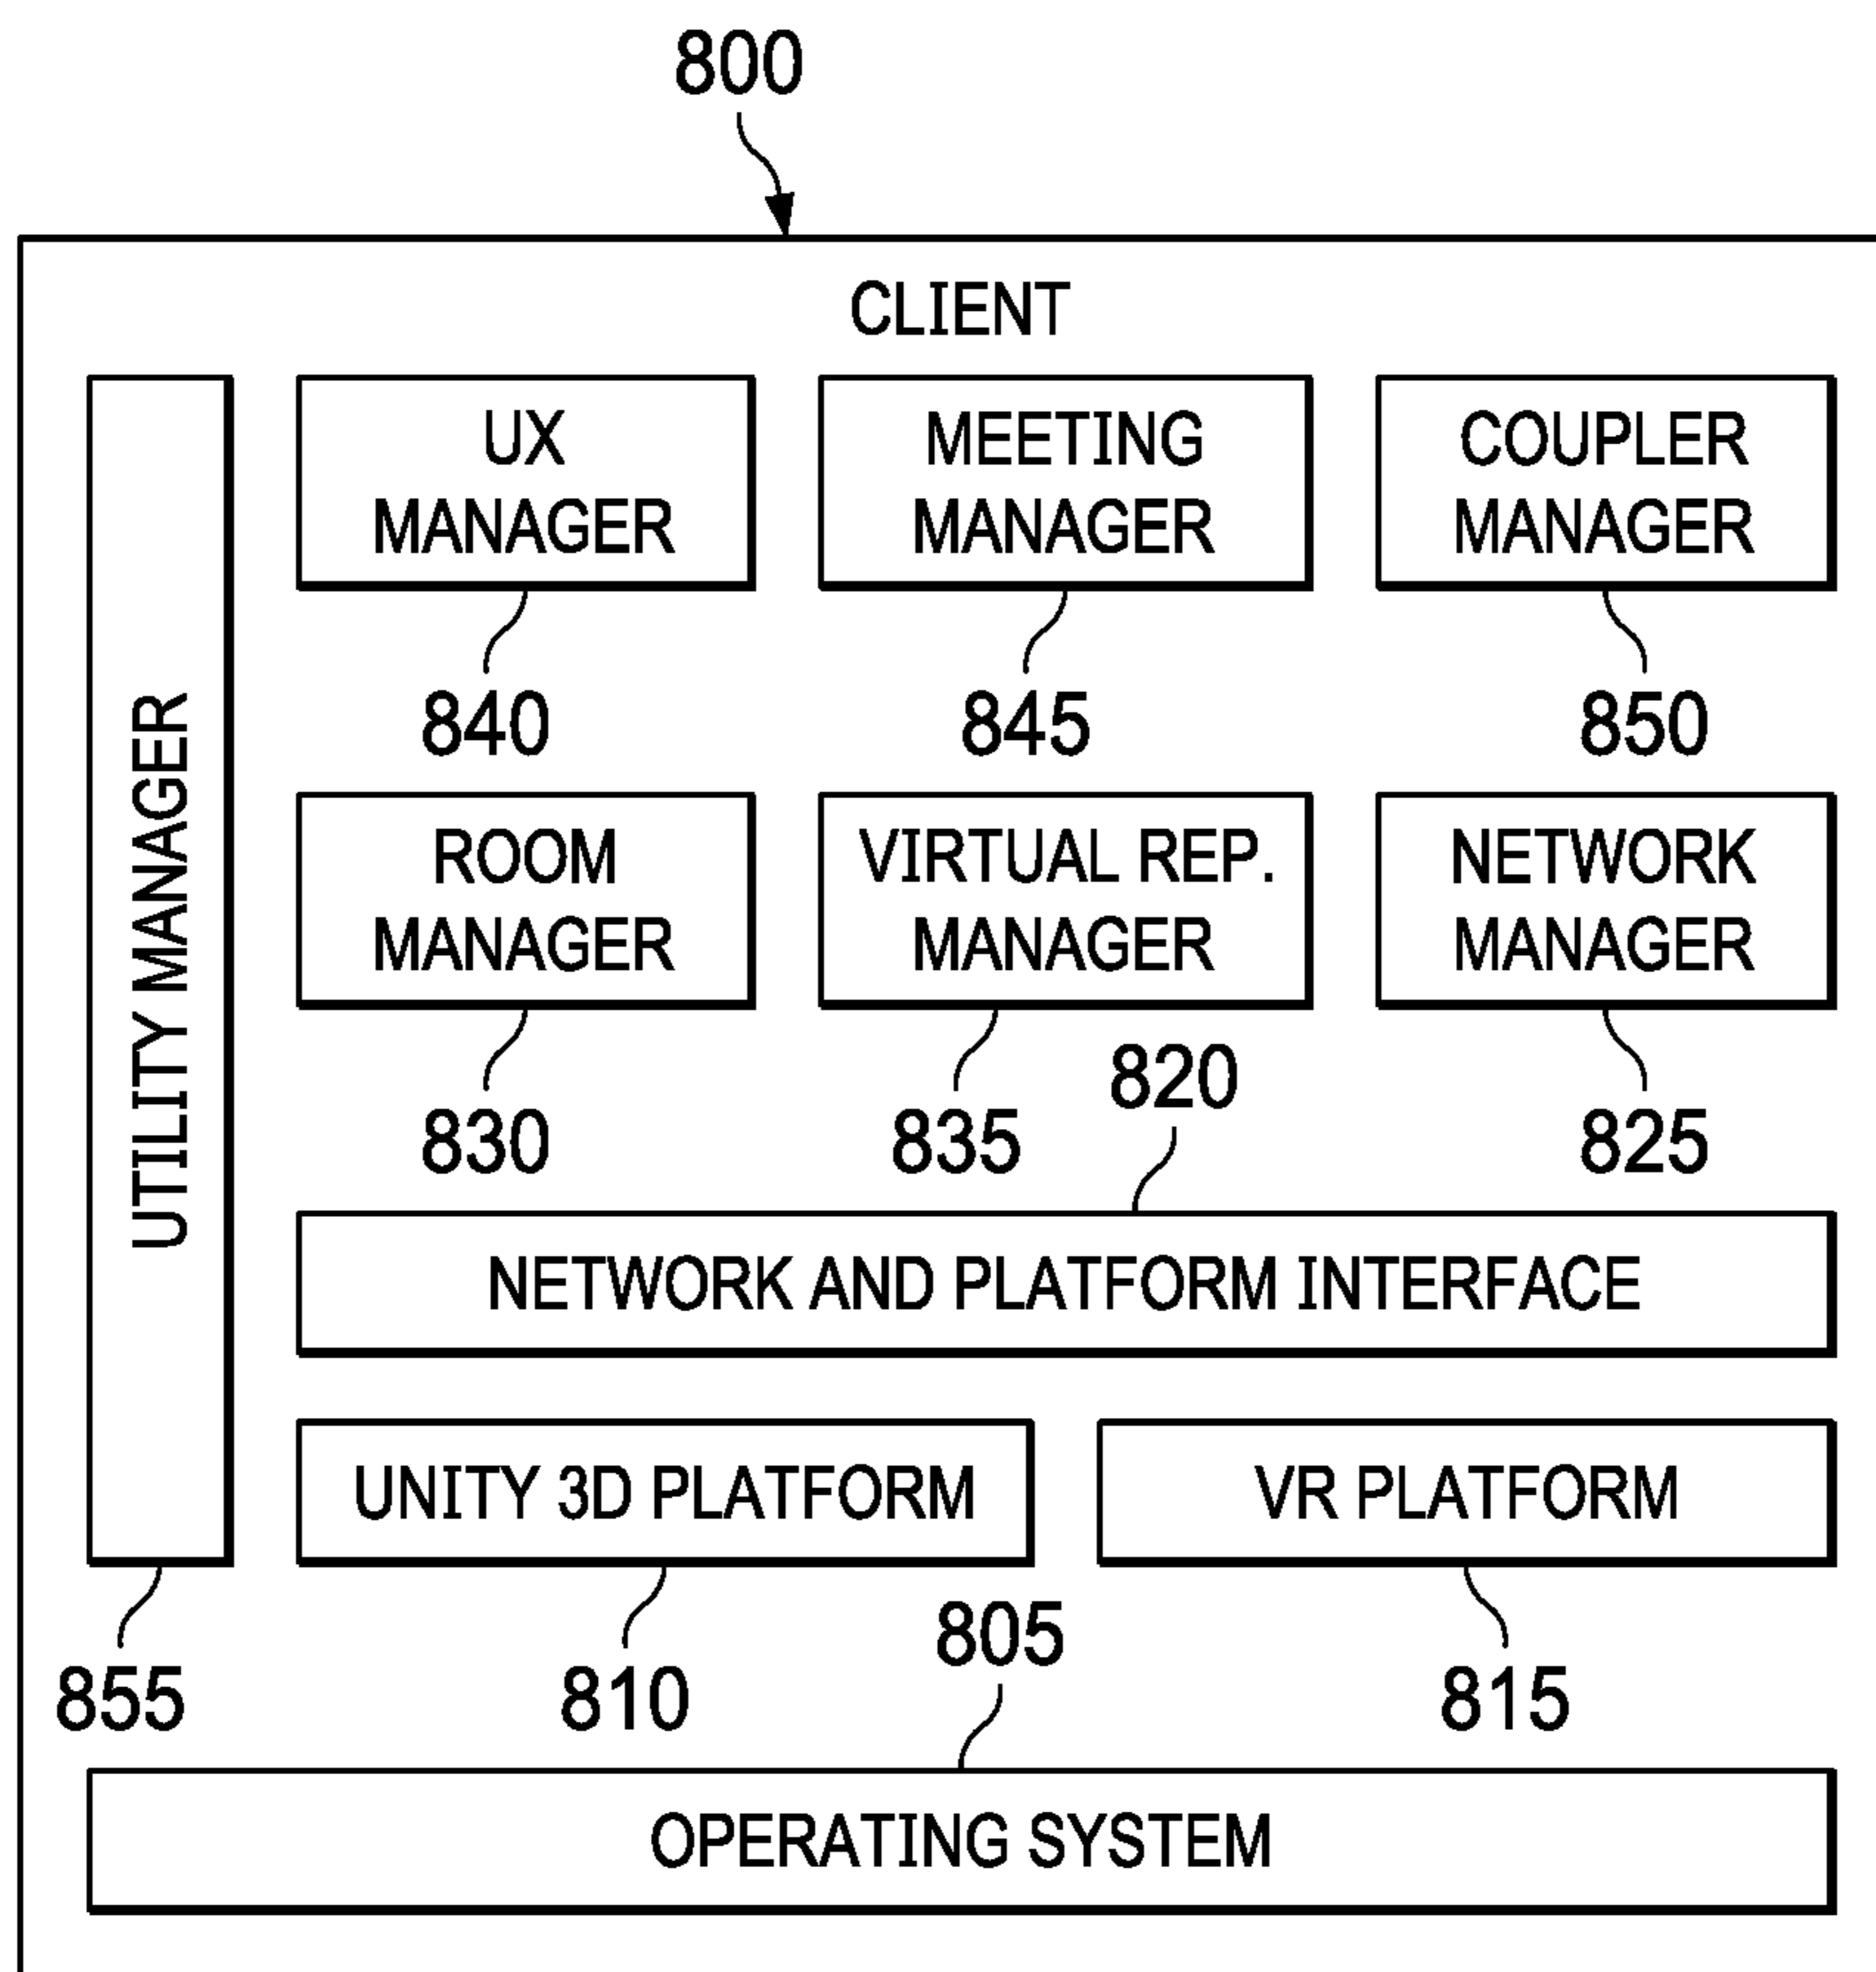 800
CLIENT
UTILITY MANAGER
UX
MANAGER
MEETING
MANAGER
COUPLER
MANAGER
840
845
850
ROOM
MANAGER
VIRTUAL REP.
MANAGER
NETWORK
MANAGER
830
835
820
825
NETWORK AND PLATFORM INTERFACE
UNITY 3D PLATFORM
VR PLATFORM
855
810
805
815
OPERATING SYSTEM